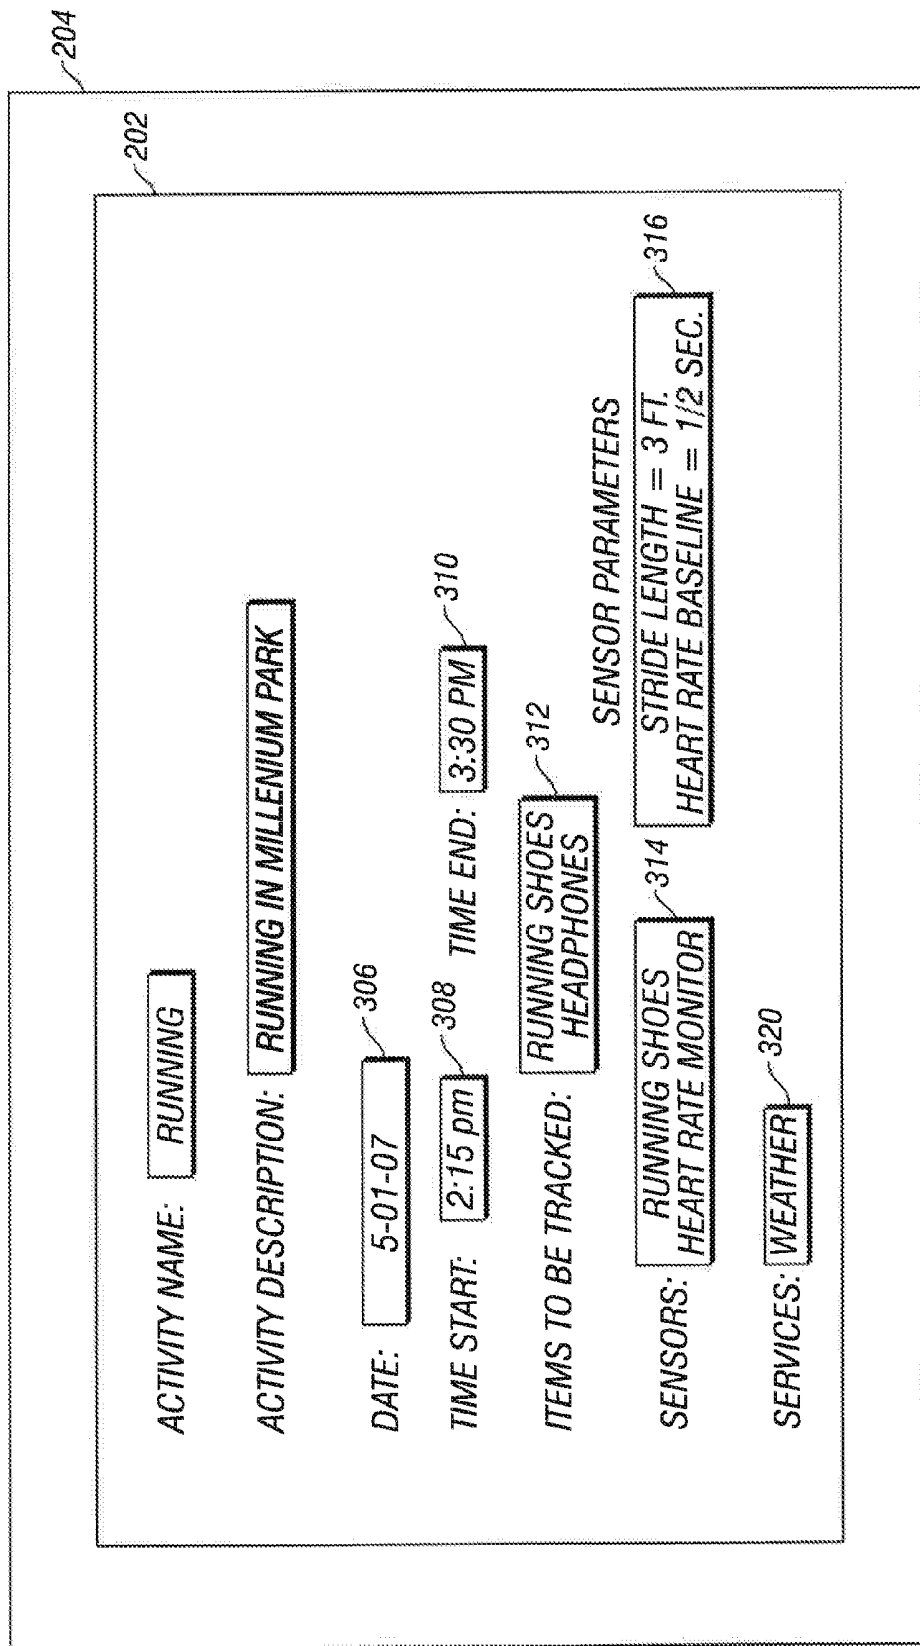 204
202
ACTIVITY NAME: RUNNING
ACTIVITY DESCRIPTION: RUNNING IN MILLENIUM PARK
306
DATE: 5-01-07
308
310
TIME START: 2:15 pm TIME END: 3:30 PM
312
ITEMS TO BE TRACKED: RUNNING SHOES
HEADPHONES
SENSOR PARAMETERS
314
316
SENSORS: RUNNING SHOES
HEART RATE MONITOR
STRIDE LENGTH = 3 FT.
HEART RATE BASELINE = 1/2 SEC.
320
SERVICES: WEATHER